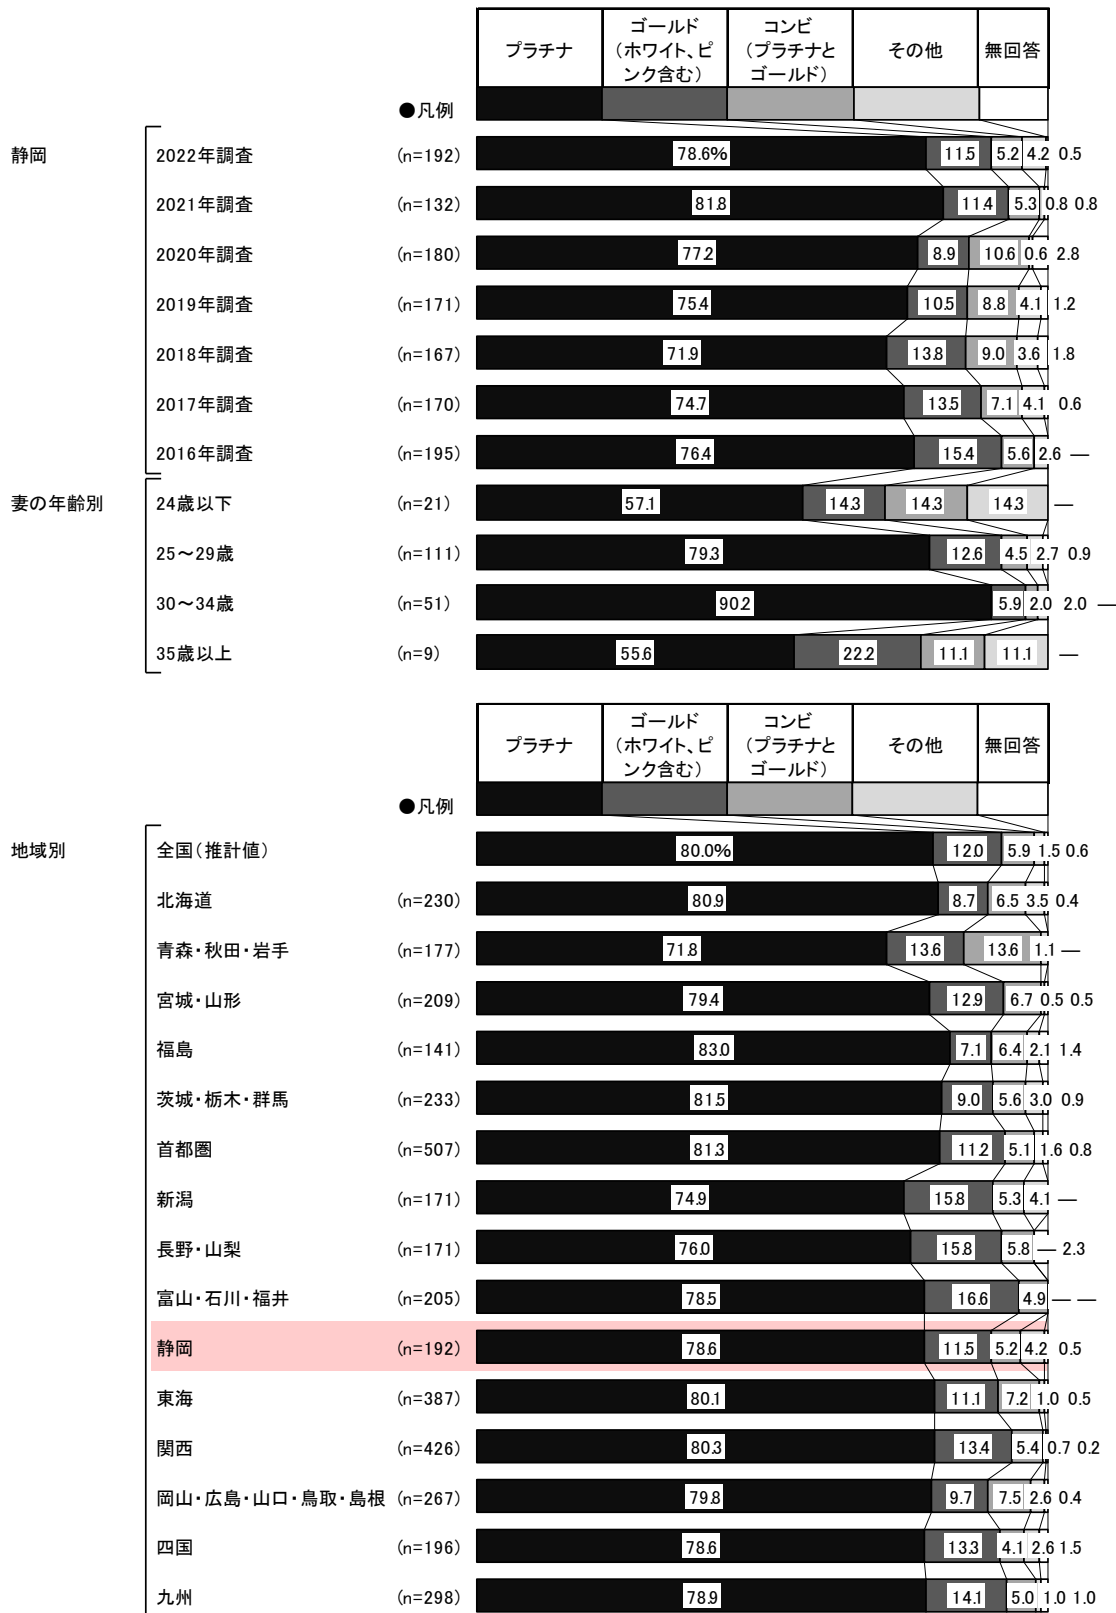 プラチナ ゴールド(ホワイト、ピンク含む) コンビ(プラチナとゴールド) その他 無回答
●凡例
静岡 2022年調査 (n=192) 78.6% 11.5 5.2 4.2 0.5
2021年調査 (n=132) 81.8 11.4 5.3 0.8 0.8
2020年調査 (n=180) 77.2 8.9 10.6 0.6 2.8
2019年調査 (n=171) 75.4 10.5 8.8 4.1 1.2
2018年調査 (n=167) 71.9 13.8 9.0 3.6 1.8
2017年調査 (n=170) 74.7 13.5 7.1 4.1 0.6
2016年調査 (n=195) 76.4 15.4 5.6 2.6 —
妻の年齢別 24歳以下 (n=21) 57.1 14.3 14.3 14.3 —
25～29歳 (n=111) 79.3 12.6 4.5 2.7 0.9
30～34歳 (n=51) 90.2 5.9 2.0 2.0 —
35歳以上 (n=9) 55.6 22.2 11.1 11.1 —
プラチナ ゴールド(ホワイト、ピンク含む) コンビ(プラチナとゴールド) その他 無回答
●凡例
地域別 全国(推計値) 80.0% 12.0 5.9 1.5 0.6
北海道 (n=230) 80.9 8.7 6.5 3.5 0.4
青森・秋田・岩手 (n=177) 71.8 13.6 13.6 1.1 —
宮城・山形 (n=209) 79.4 12.9 6.7 0.5 0.5
福島 (n=141) 83.0 7.1 6.4 2.1 1.4
茨城・栃木・群馬 (n=233) 81.5 9.0 5.6 3.0 0.9
首都圏 (n=507) 81.3 11.2 5.1 1.6 0.8
新潟 (n=171) 74.9 15.8 5.3 4.1 —
長野・山梨 (n=171) 76.0 15.8 5.8 — 2.3
富山・石川・福井 (n=205) 78.5 16.6 4.9 — —
静岡 (n=192) 78.6 11.5 5.2 4.2 0.5
東海 (n=387) 80.1 11.1 7.2 1.0 0.5
関西 (n=426) 80.3 13.4 5.4 0.7 0.2
岡山・広島・山口・鳥取・島根 (n=267) 79.8 9.7 7.5 2.6 0.4
四国 (n=196) 78.6 13.3 4.1 2.6 1.5
九州 (n=298) 78.9 14.1 5.0 1.0 1.0